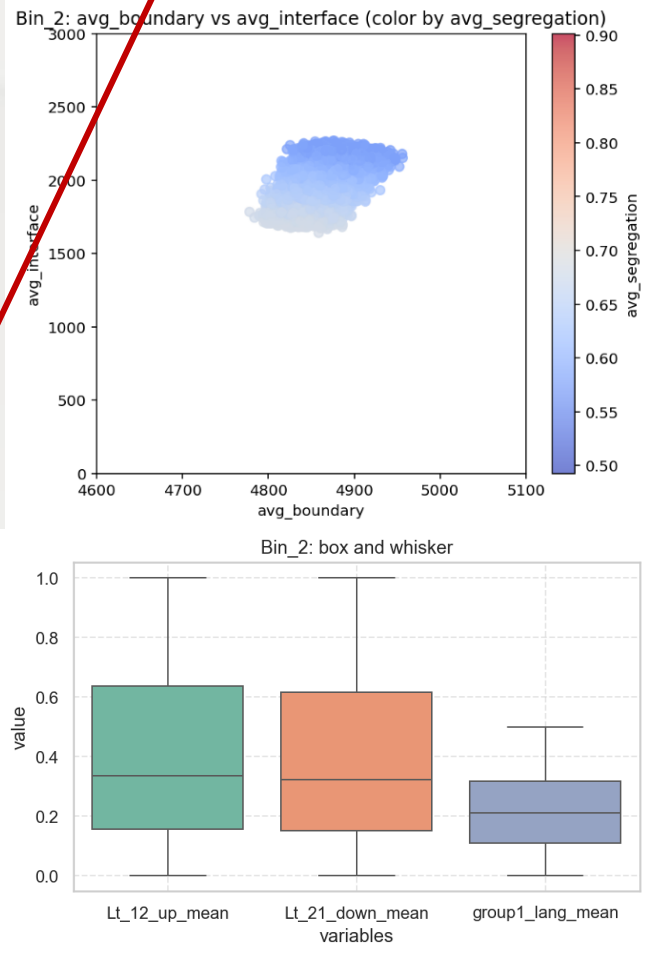 Bin_2: avg_boundary vs avg_interface (color by avg_segregation)
3000
2500
2000
1500
1000
500
0
avg_interface
4600 4700 4800 4900 5000 5100
avg_boundary
0.90
0.85
0.80
0.75
0.70
0.65
0.60
0.55
0.50
avg_segregation
Bin_2: box and whisker
1.0
0.8
0.6
0.4
0.2
0.0
value
Lt_12_up_mean Lt_21_down_mean group1_lang_mean
variables